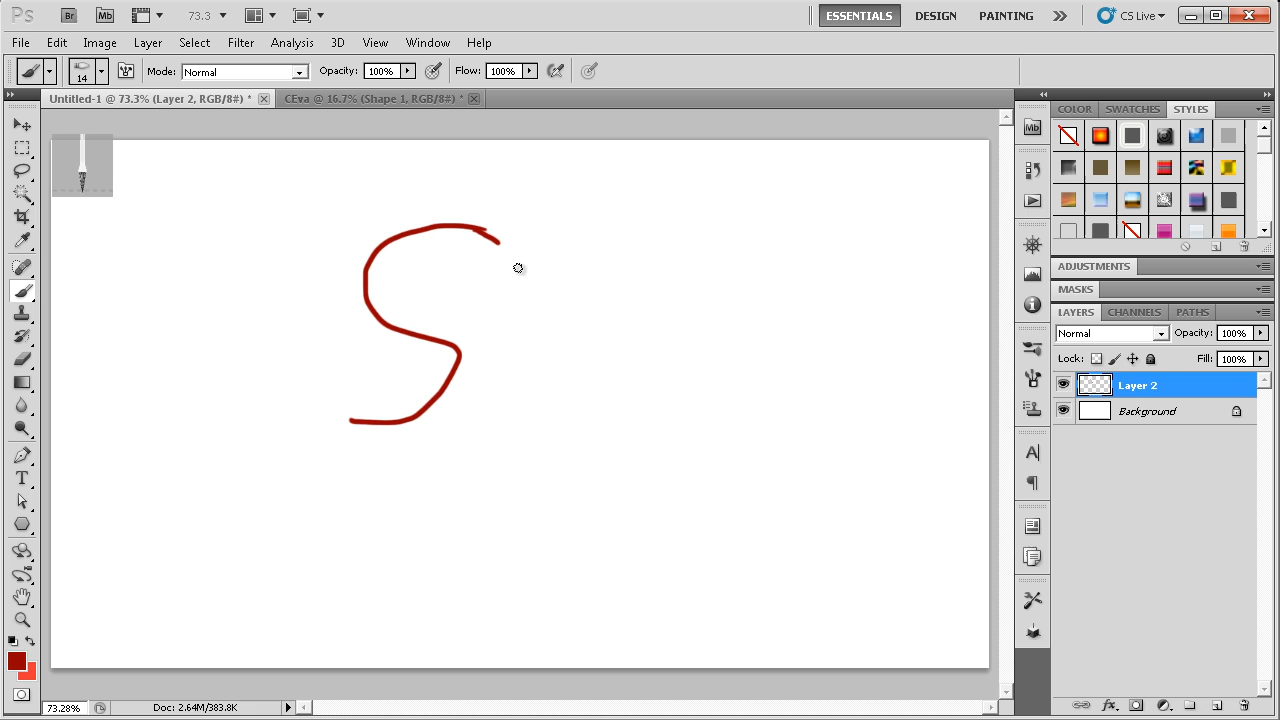 Ps Br Mb 73.3 ESSENTIALS DESIGN PAINTING CS Live
File Edit Image Layer Select Filter Analysis 3D View Window Help
14 Mode: Normal Opacity: 100% Flow: 100%
Untitled-1 @ 73.3% (Layer 2, RGB/8#) * CEva @ 16.7% (Shape 1, RGB/8#) *
COLOR SWATCHES STYLES
Mb
S
ADJUSTMENTS
MASKS
LAYERS CHANNELS PATHS
Normal Opacity: 100%
Lock: Fill: 100%
Layer 2
Background
A
T
73.28% Doc: 2.64M/383.8K
fx